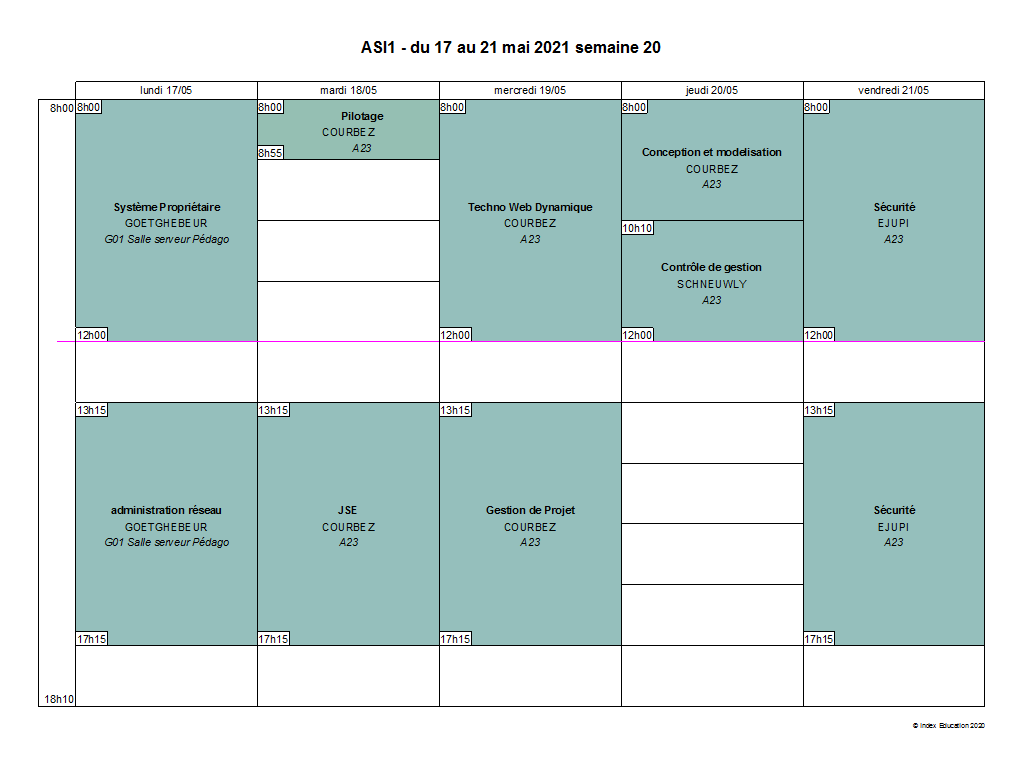 ASI1 - du 17 au 21 mai 2021 semaine 20
lundi 17/05
mardi 18/05
mercredi 19/05
jeudi 20/05
vendredi 21/05
8h00
8h00
Système Propriétaire
GOETGHEBEUR
G01 Salle serveur Pédago
12h00
13h15
administration réseau
GOETGHEBEUR
G01 Salle serveur Pédago
17h15
8h00
Pilotage
COURBEZ
A23
8h55
13h15
JSE
COURBEZ
A23
17h15
8h00
Techno Web Dynamique
COURBEZ
A23
12h00
13h15
Gestion de Projet
COURBEZ
A23
17h15
8h00
Conception et modelisation
COURBEZ
A23
10h10
Contrôle de gestion
SCHNEUWLY
A23
12h00
8h00
Sécurité
EJUPI
A23
12h00
13h15
Sécurité
EJUPI
A23
17h15
18h10
© Index Education 2020